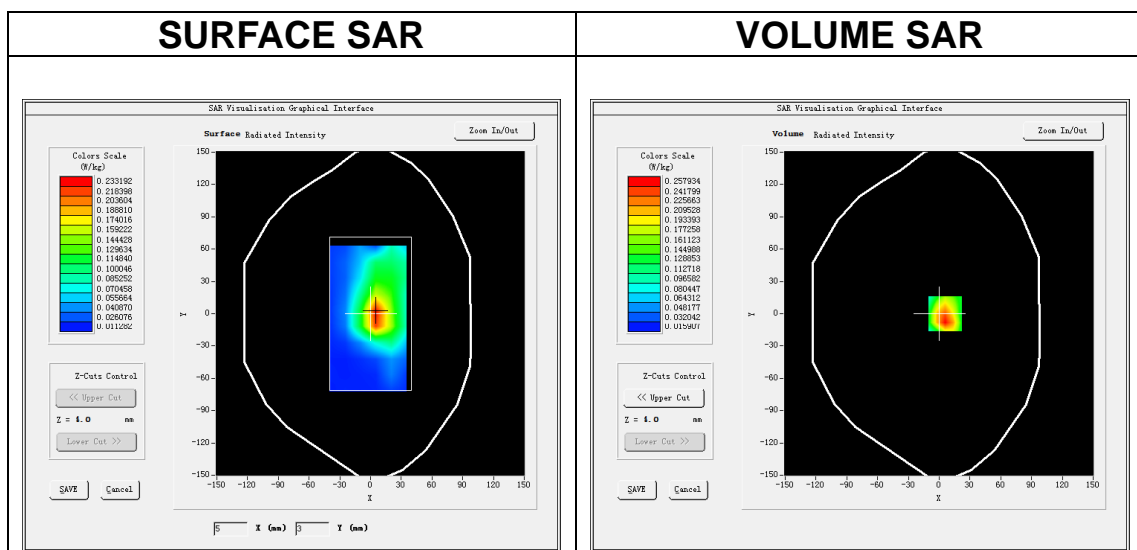 SURFACE SAR
VOLUME SAR
SAR Visualisation Graphical Interface
Surface Radiated Intensity
Zoom In/Out
Colors Scale
(W/kg)
0.233192
0.218398
0.203604
0.188810
0.174016
0.159222
0.144428
0.129634
0.114840
0.100046
0.085252
0.070458
0.055664
0.040870
0.026076
0.011282
Z-Cuts Control
<< Upper Cut
Z = 4.0 mm
Lower Cut >>
SAVE
Cancel
150
120
90
60
30
0
-30
-60
-90
-120
-150
Y
-150 -120 -90 -60 -30 0 30 60 90 120 150
X
5 X (mm) 3 Y (mm)
SAR Visualisation Graphical Interface
Volume Radiated Intensity
Zoom In/Out
Colors Scale
(W/kg)
0.257934
0.241799
0.225663
0.209528
0.193393
0.177258
0.161123
0.144988
0.128853
0.112718
0.096582
0.080447
0.064312
0.048177
0.032042
0.015907
Z-Cuts Control
<< Upper Cut
Z = 4.0 mm
Lower Cut >>
SAVE
Cancel
150
120
90
60
30
0
-30
-60
-90
-120
-150
Y
-150 -120 -90 -60 -30 0 30 60 90 120 150
X